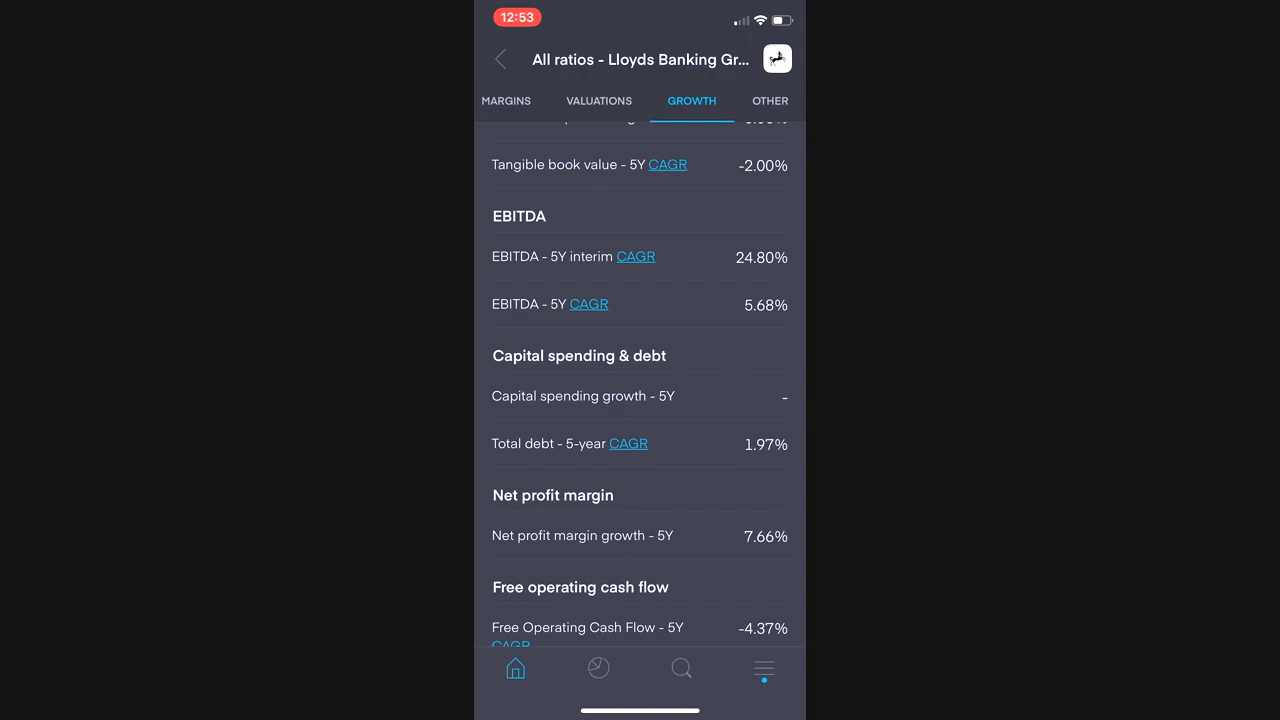 12:53
All ratios - Lloyds Banking Gr...
MARGINS VALUATIONS GROWTH OTHER
Tangible book value - 5Y CAGR -2.00%
EBITDA
EBITDA - 5Y interim CAGR 24.80%
EBITDA - 5Y CAGR 5.68%
Capital spending & debt
Capital spending growth - 5Y -
Total debt - 5-year CAGR 1.97%
Net profit margin
Net profit margin growth - 5Y 7.66%
Free operating cash flow
Free Operating Cash Flow - 5Y -4.37%
CAGR